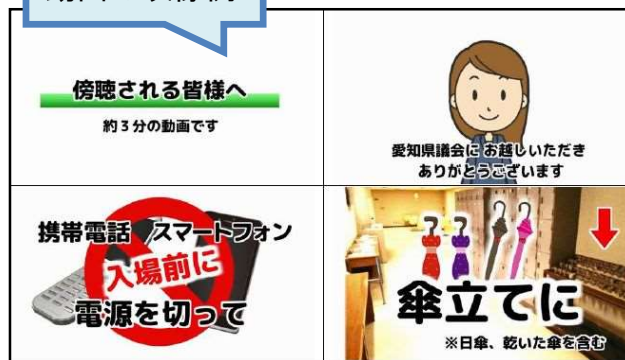 傍聴される皆様へ
約3分の動画です
愛知県議会に お越しいただき
ありがとうございます
携帯電話 スマートフォン
入場前に
電源を切って
傘立てに
※日傘、乾いた傘を含む